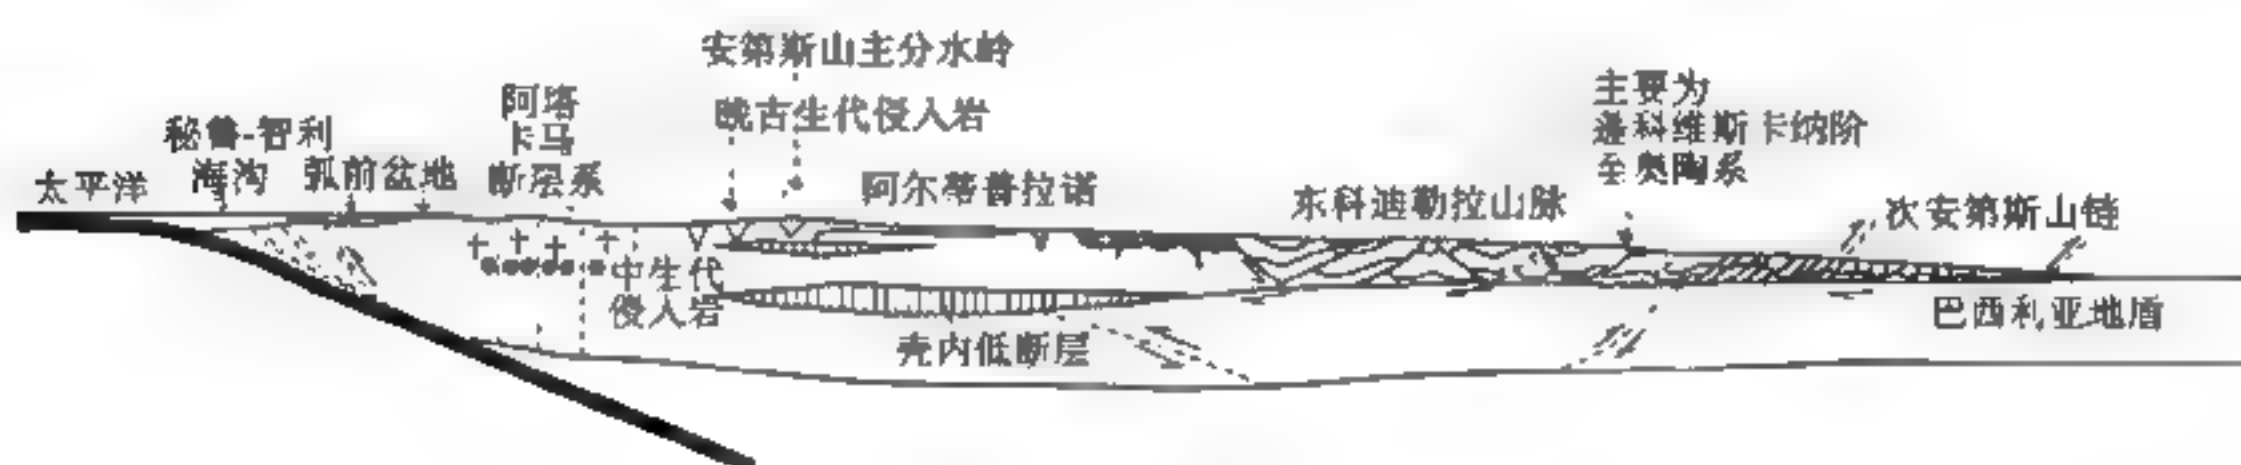 安第斯山主分水岭
晚古生代侵入岩
秘鲁-智利
海沟
太平洋
弧前盆地
阿塔
卡马
断层系
阿尔蒂普拉诺
东科迪勒拉山脉
主要为
科维斯卡纳阶
至奥陶系
次安第斯山链
中生代
侵入岩
壳内低断层
巴西利亚地盾